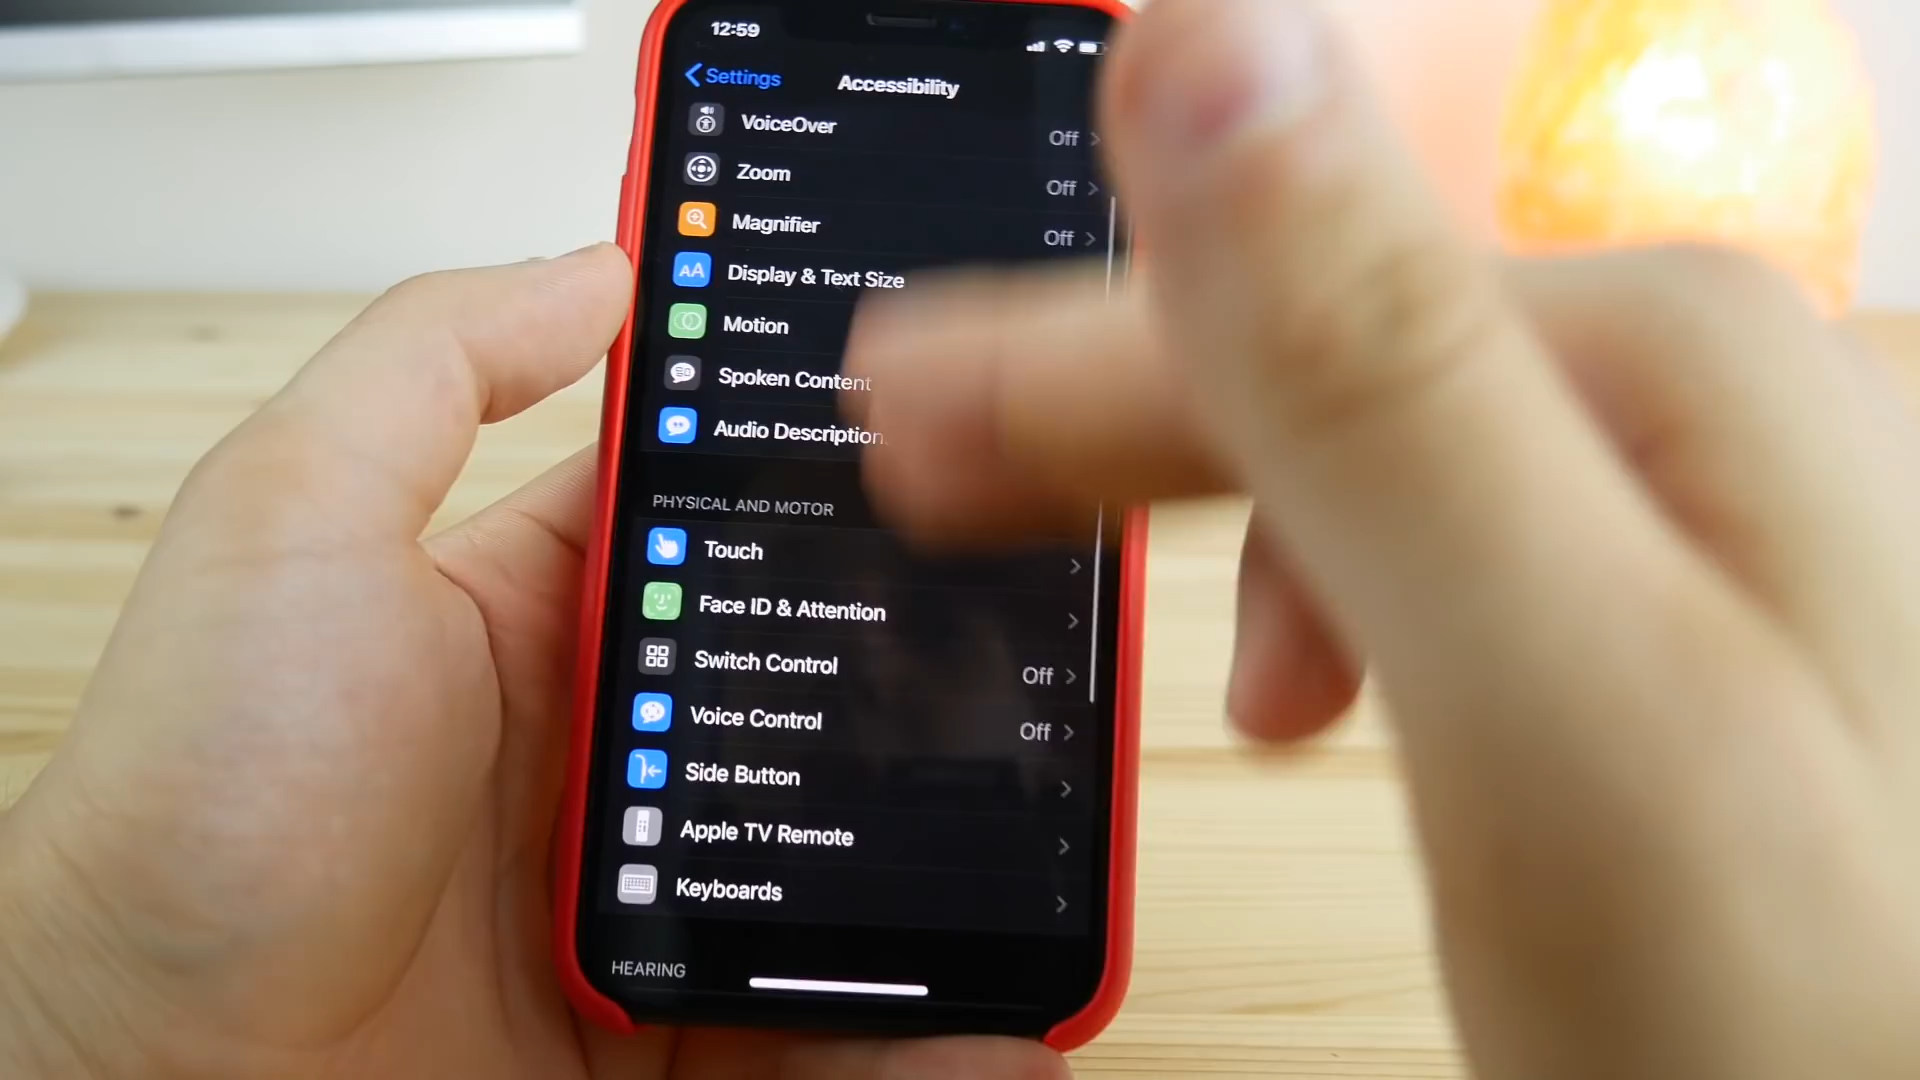 12:59
Settings
Accessibility
VoiceOver Off
Zoom Off
Magnifier Off
AA Display & Text Size
Motion
Spoken Content
Audio Description
PHYSICAL AND MOTOR
Touch
Face ID & Attention
Switch Control Off
Voice Control Off
Side Button
Apple TV Remote
Keyboards
HEARING